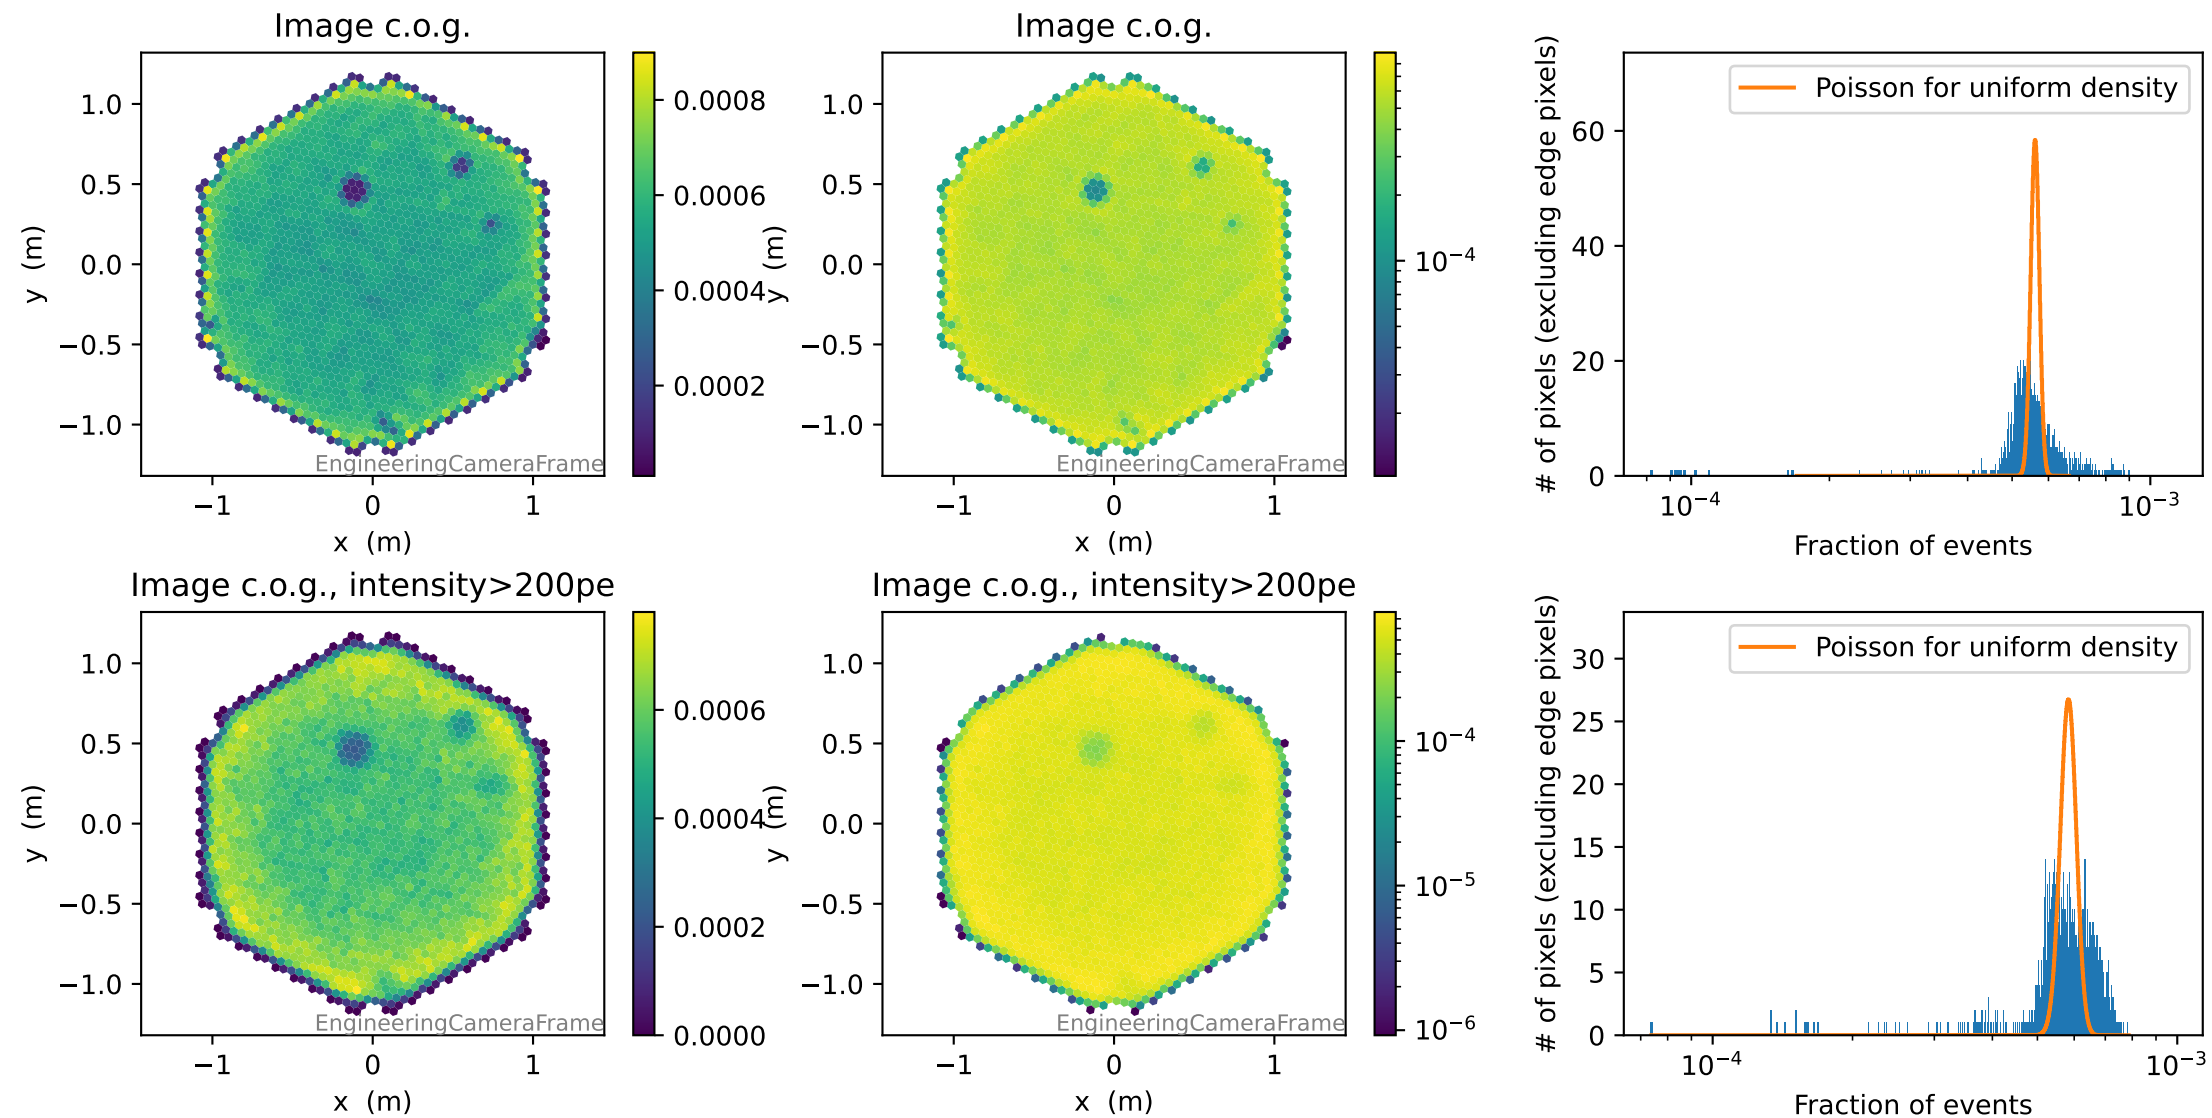 Image c.o.g.
1.0
0.5
0.0
−0.5
−1.0
y (m)
−1
0
1
x (m)
EngineeringCameraFrame
0.0008
0.0006
0.0004
0.0002
Image c.o.g.
1.0
0.5
0.0
−0.5
−1.0
y (m)
−1
0
1
x (m)
EngineeringCameraFrame
10⁻⁴
# of pixels (excluding edge pixels)
60
40
20
0
10⁻⁴
10⁻³
Fraction of events
Poisson for uniform density
Image c.o.g., intensity>200pe
1.0
0.5
0.0
−0.5
−1.0
y (m)
−1
0
1
x (m)
EngineeringCameraFrame
0.0006
0.0004
0.0002
0.0000
Image c.o.g., intensity>200pe
1.0
0.5
0.0
−0.5
−1.0
y (m)
−1
0
1
x (m)
EngineeringCameraFrame
10⁻⁴
10⁻⁵
10⁻⁶
# of pixels (excluding edge pixels)
30
25
20
15
10
5
0
10⁻⁴
10⁻³
Fraction of events
Poisson for uniform density